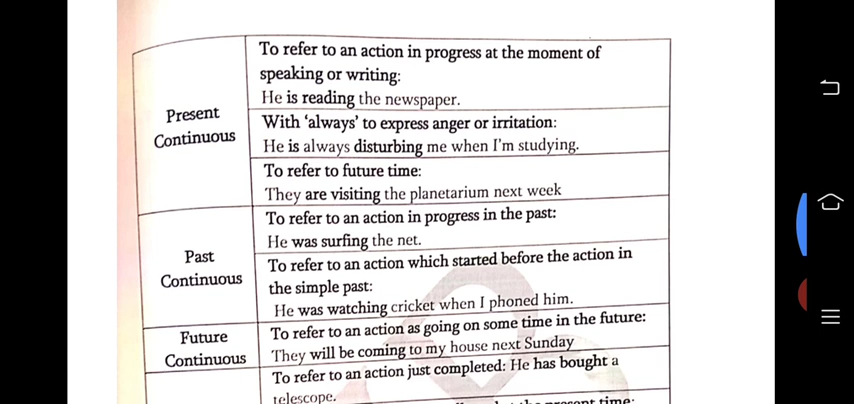 To refer to an action in progress at the moment of
speaking or writing:
He is reading the newspaper.
Present
Continuous
With 'always' to express anger or irritation:
He is always disturbing me when I'm studying.
To refer to future time:
They are visiting the planetarium next week
Past
Continuous
To refer to an action in progress in the past:
He was surfing the net.
To refer to an action which started before the action in
the simple past:
He was watching cricket when I phoned him.
Future
Continuous
To refer to an action as going on some time in the future:
They will be coming to my house next Sunday
To refer to an action just completed: He has bought a
telescope.
present time: